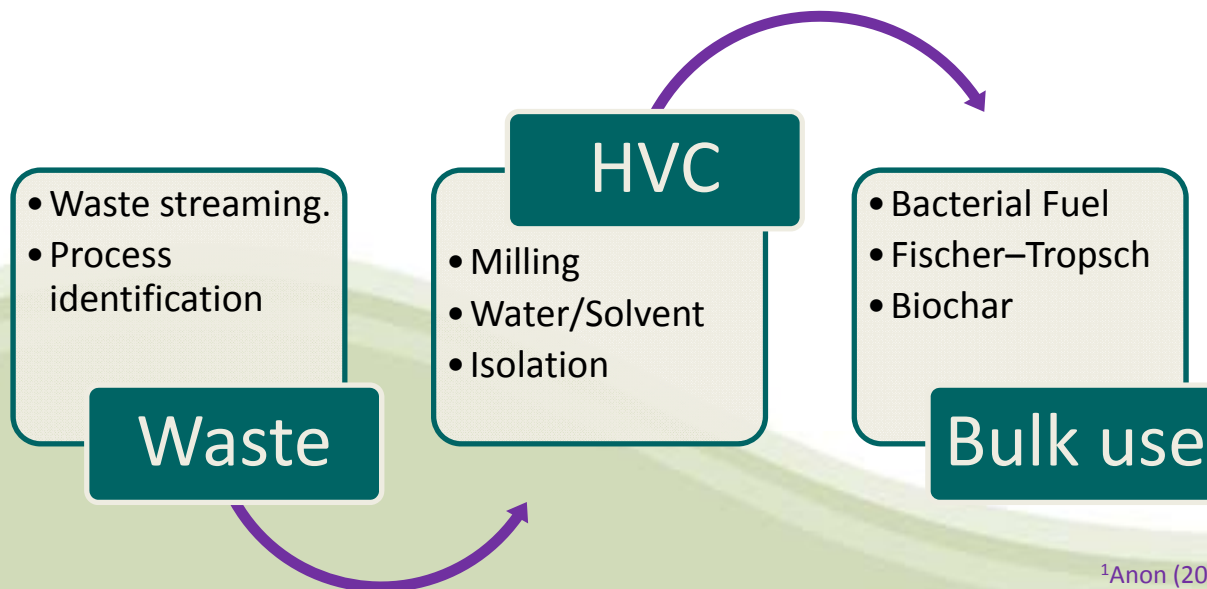 • Waste streaming.
• Process
identification
Waste
HVC
• Milling
• Water/Solvent
• Isolation
• Bacterial Fuel
• Fischer–Tropsch
• Biochar
Bulk use
¹Anon (20